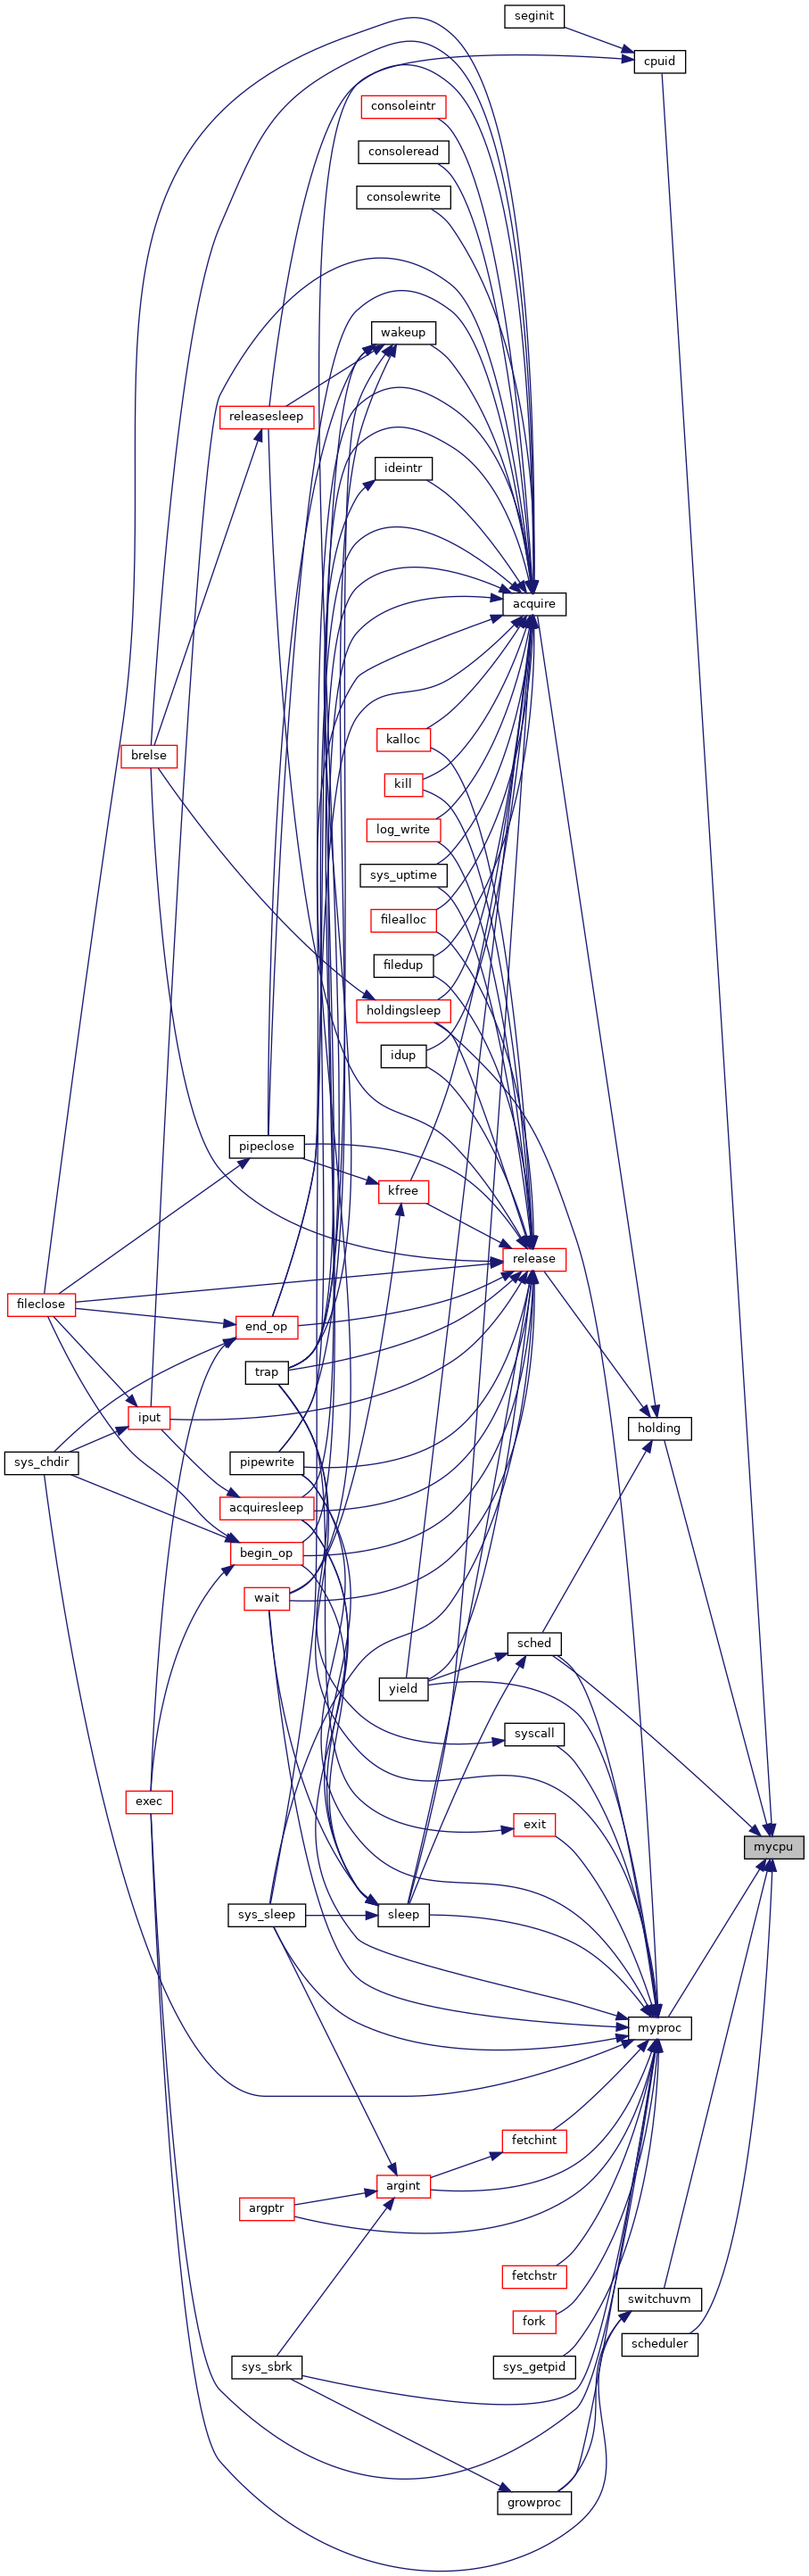 seginit
cpuid
consoleintr
consoleread
consolewrite
wakeup
releasesleep
ideintr
acquire
kalloc
brelse
kill
log_write
sys_uptime
filealloc
filedup
holdingsleep
idup
pipeclose
kfree
release
fileclose
end_op
trap
iput
holding
sys_chdir
pipewrite
acquiresleep
begin_op
wait
sched
yield
syscall
exec
exit
mycpu
sys_sleep
sleep
myproc
fetchint
argint
argptr
fetchstr
switchuvm
fork
scheduler
sys_sbrk
sys_getpid
growproc